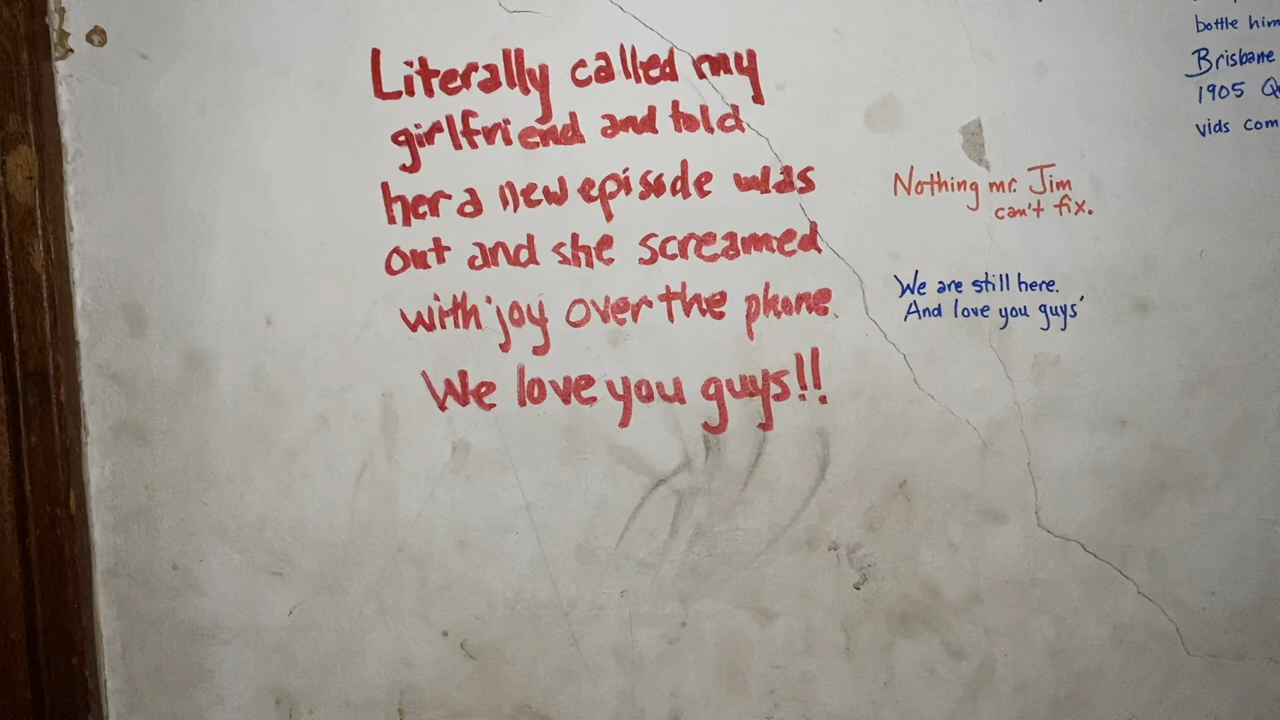 Literally called my
girlfriend and told
her a new episode was
out and she screamed
with joy over the phone.
We love you guys!!
Nothing mr. Jim
can't fix.
We are still here.
And love you guys'
bottle him
Brisbane
1905
vids com